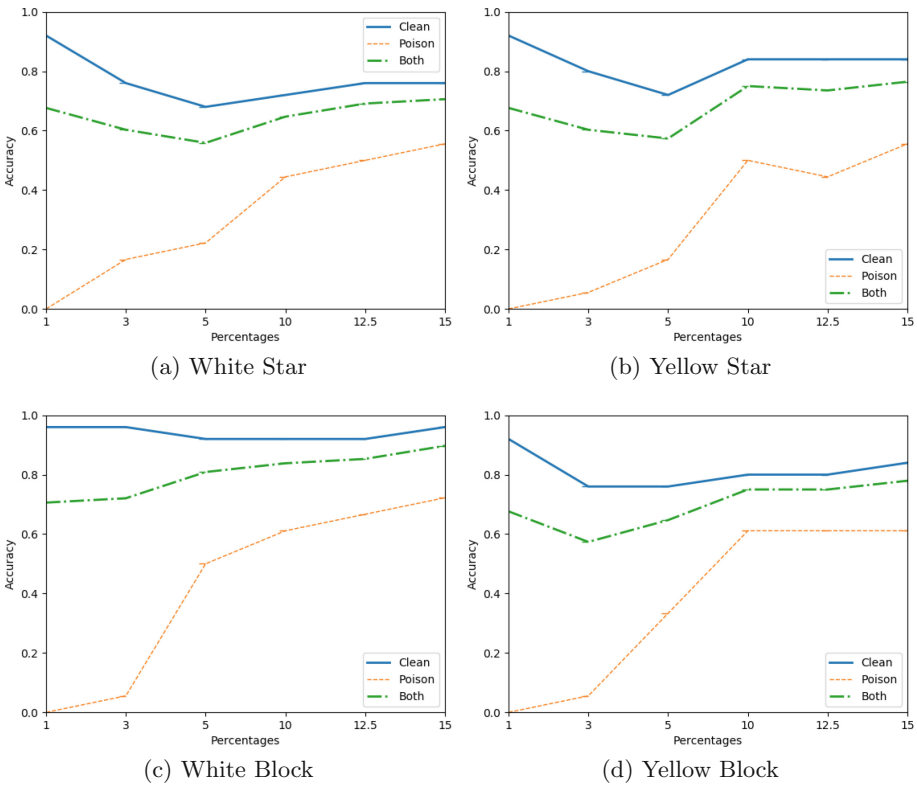 1.0
0.8
0.6
0.4
0.2
0.0
Accuracy
1
3
5
10
12.5
15
Percentages
Clean
Poison
Both
(a) White Star
1.0
0.8
0.6
0.4
0.2
0.0
Accuracy
1
3
5
10
12.5
15
Percentages
Clean
Poison
Both
(b) Yellow Star
1.0
0.8
0.6
0.4
0.2
0.0
Accuracy
1
3
5
10
12.5
15
Percentages
Clean
Poison
Both
(c) White Block
1.0
0.8
0.6
0.4
0.2
0.0
Accuracy
1
3
5
10
12.5
15
Percentages
Clean
Poison
Both
(d) Yellow Block